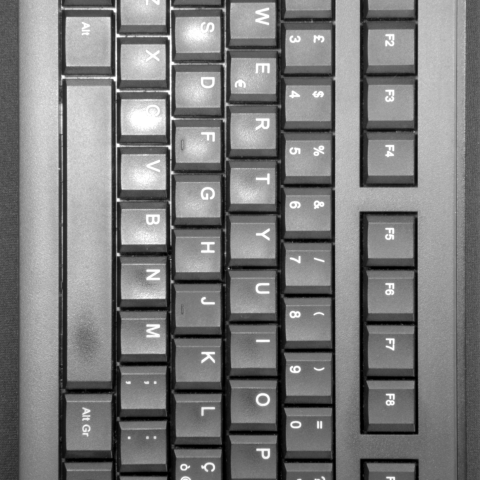 F2 F3 F4 F5 F6 F7 F8
£ $ % & / ( ) =
3 4 5 6 7 8 9 0
W E R T Y U I O P
€
S D F G H J K L Ç
Z X C V B N M ; :
, .
Alt Alt Gr